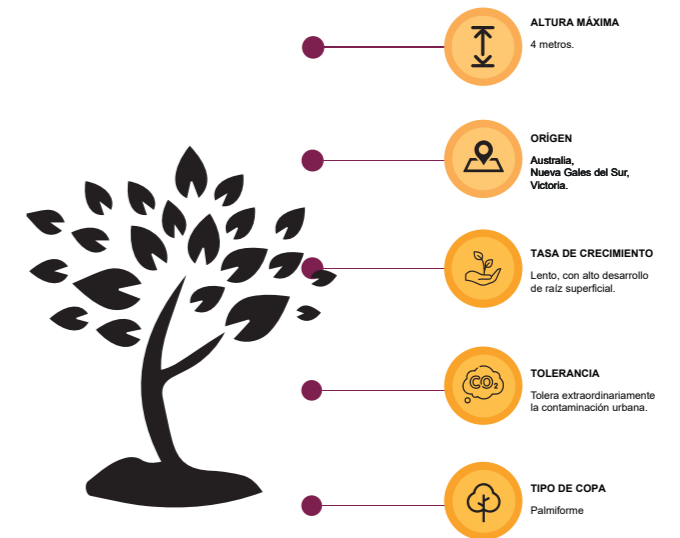 ALTURA MÁXIMA
4 metros.
ORÍGEN
Australia,
Nueva Gales del Sur,
Victoria.
TASA DE CRECIMIENTO
Lento, con alto desarrollo
de raíz superficial.
CO₂
TOLERANCIA
Tolera extraordinariamente
la contaminación urbana.
TIPO DE COPA
Palmiforme